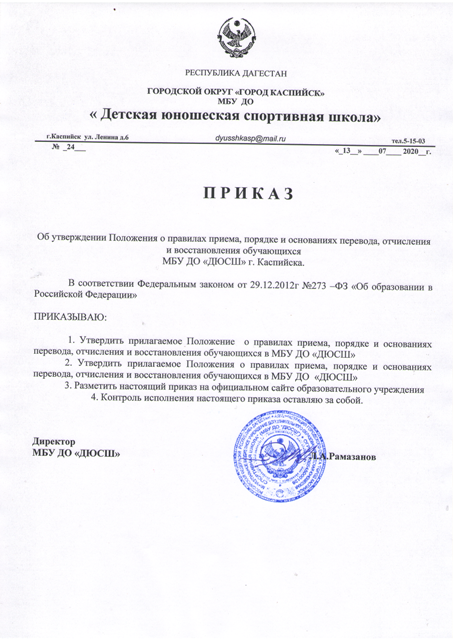 РЕСПУБЛИКА ДАГЕСТАН
ГОРОДСКОЙ ОКРУГ «ГОРОД КАСПИЙСК»
МБУ ДО
« Детская юношеская спортивная школа»
г.Каспийск ул. Ленина д.6 dyusshkasp@mail.ru тел.5-15-03
№ _24___ «_13__» ____07____ 2020__г.
П Р И К А З
Об утверждении Положения о правилах приема, порядке и основаниях перевода, отчисления
и восстановления обучающихся
МБУ ДО «ДЮСШ» г. Каспийска.
В соответствии Федеральным законом от 29.12.2012г №273 –ФЗ «Об образовании в
Российской Федерации»
ПРИКАЗЫВАЮ:
1. Утвердить прилагаемое Положение о правилах приема, порядке и основаниях
перевода, отчисления и восстановления обучающихся в МБУ ДО «ДЮСШ»
2. Утвердить прилагаемое Положения о правилах приема, порядке и основаниях
перевода, отчисления и восстановления обучающихся в МБУ ДО «ДЮСШ»
3. Разметить настоящий приказ на официальном сайте образовательного учреждения
4. Контроль исполнения настоящего приказа оставляю за собой.
Директор
МБУ ДО «ДЮСШ» А.Рамазанов